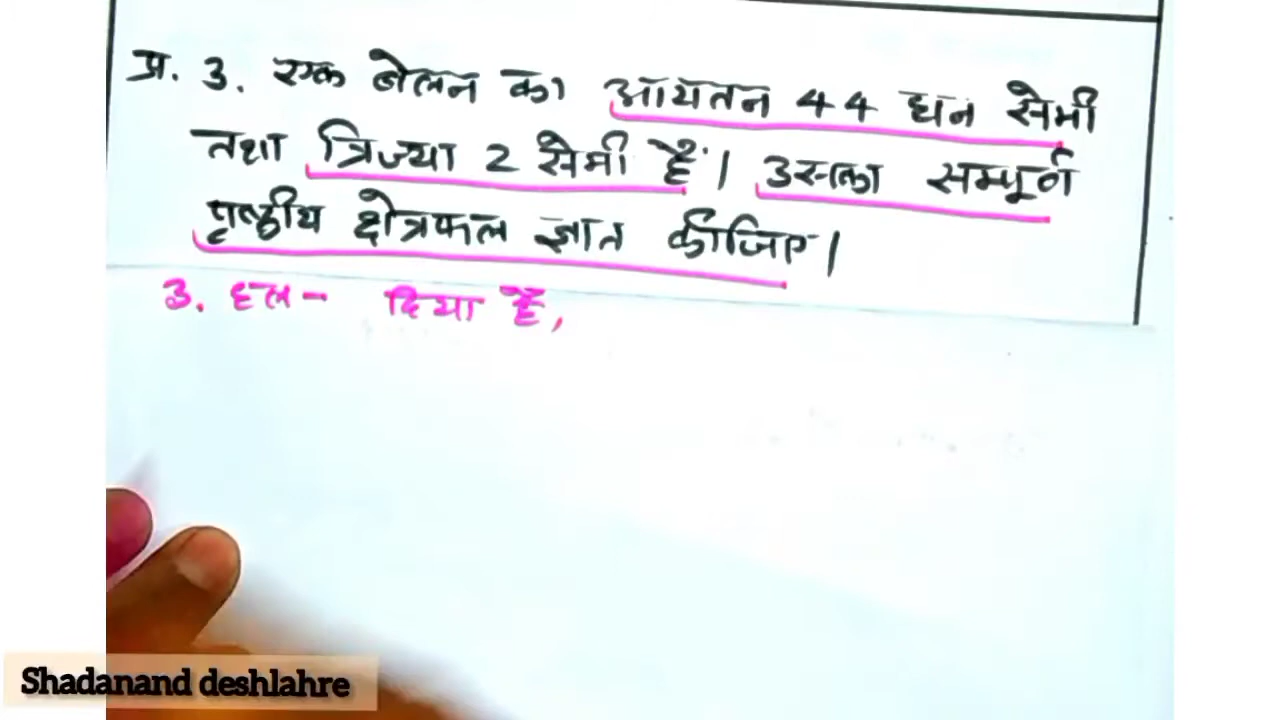 प्र. 3. एक बेलन का आयतन 44 घन सेमी
तथा त्रिज्या 2 सेमी हैं। उसका सम्पूर्ण
पृष्ठीय क्षेत्रफल ज्ञात कीजिए।
3. हल- दिया है,
Shadanand deshlahre